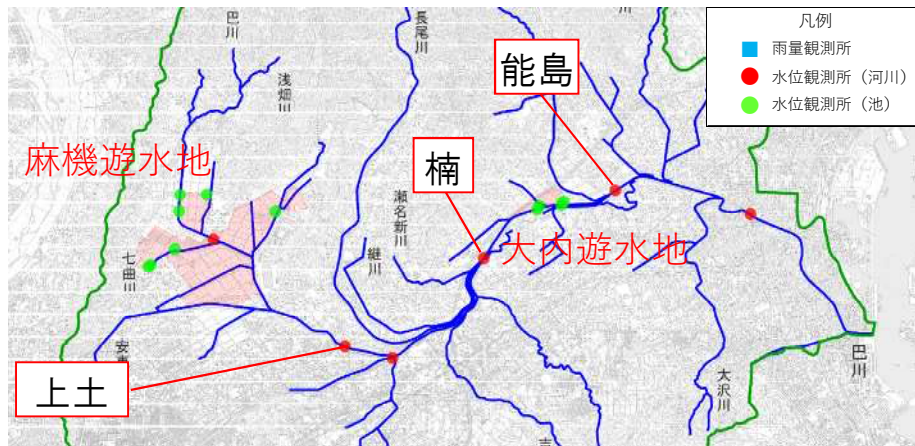 凡例
雨量観測所
水位観測所（河川）
水位観測所（池）
巴川
長尾川
浅畑川
能島
麻機遊水地
楠
瀬名新川
継川
大内遊水地
七曲川
上土
大沢川
巴川